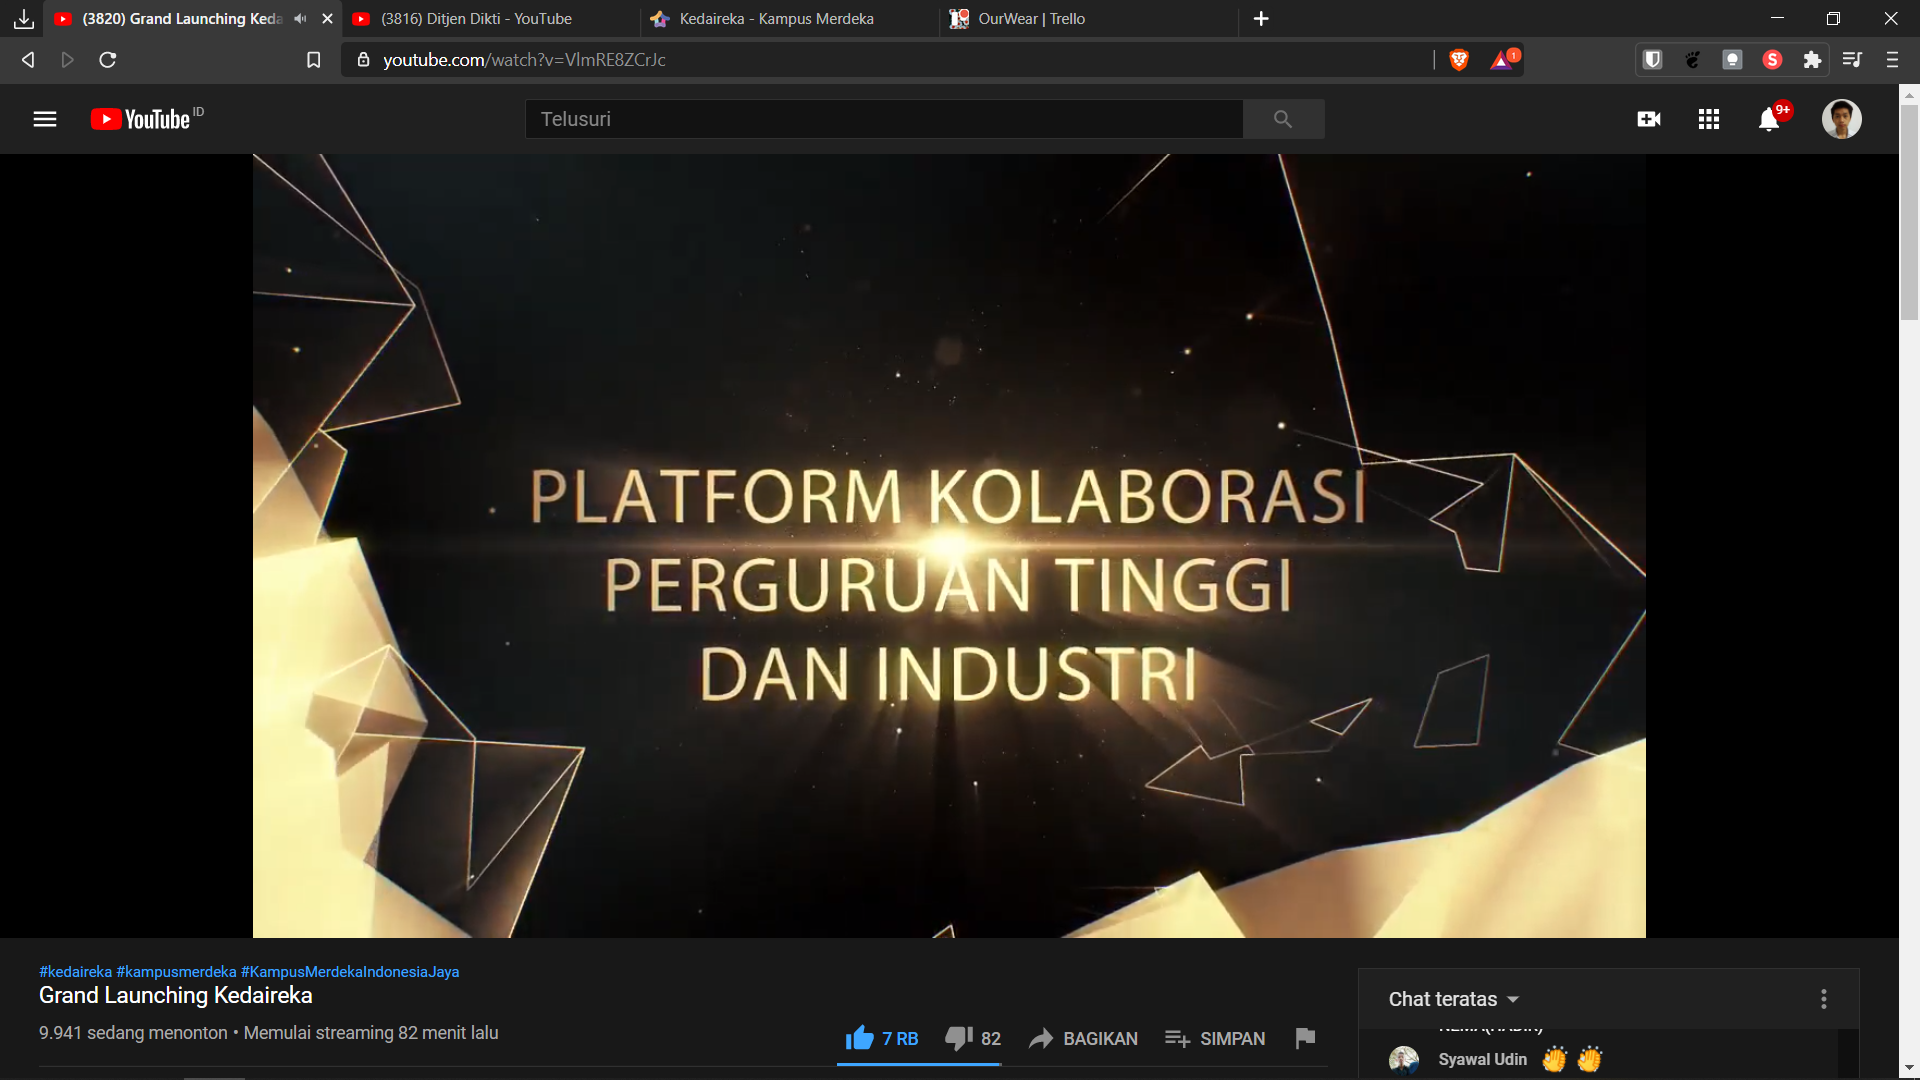 (3820) Grand Launching Keda
(3816) Ditjen Dikti - YouTube
Kedaireka - Kampus Merdeka
OurWear | Trello
youtube.com/watch?v=VlmRE8ZCrJc
1
S
YouTube ID
Telusuri
9+
PLATFORM KOLABORASI
PERGURUAN TINGGI
DAN INDUSTRI
#kedaireka #kampusmerdeka #KampusMerdekaIndonesiaJaya
Grand Launching Kedaireka
9.941 sedang menonton • Memulai streaming 82 menit lalu
7 RB
82
BAGIKAN
SIMPAN
Chat teratas
Syawal Udin 👏 👏